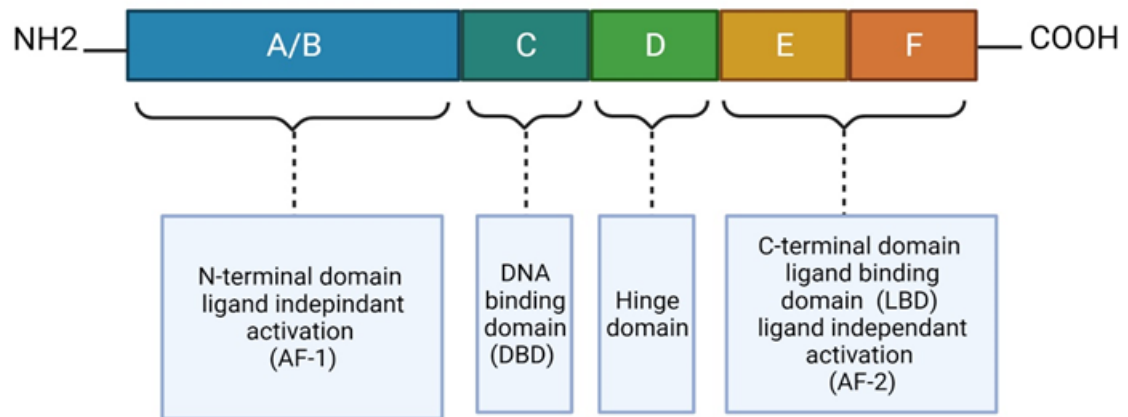 NH2
A/B
C
D
E
F
COOH
N-terminal domain
ligand indepindant
activation
(AF-1)
DNA
binding
domain
(DBD)
Hinge
domain
C-terminal domain
ligand binding
domain (LBD)
ligand independant
activation
(AF-2)